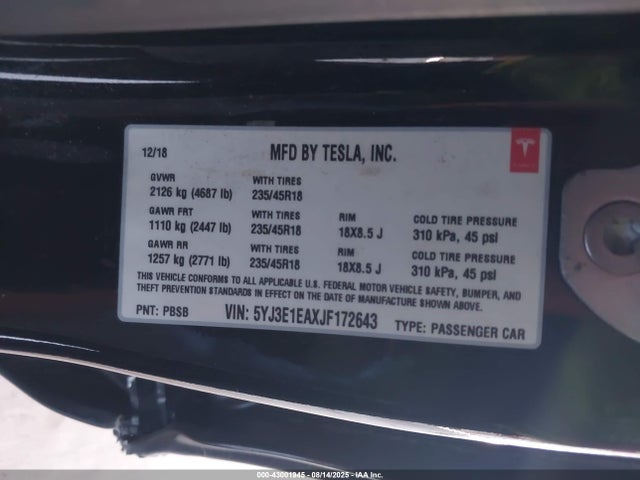 12/18 MFD BY TESLA, INC.
GVWR WITH TIRES
2126 kg (4687 lb) 235/45R18
GAWR FRT WITH TIRES RIM COLD TIRE PRESSURE
1110 kg (2447 lb) 235/45R18 18X8.5 J 310 kPa, 45 psi
GAWR RR WITH TIRES RIM COLD TIRE PRESSURE
1257 kg (2771 lb) 235/45R18 18X8.5 J 310 kPa, 45 psi
THIS VEHICLE CONFORMS TO ALL APPLICABLE U.S. FEDERAL MOTOR VEHICLE SAFETY, BUMPER, AND
THEFT PREVENTION STANDARDS IN EFFECT ON THE DATE OF MANUFACTURE SHOWN ABOVE.
PNT: PBSB VIN: 5YJ3E1EAXJF172643 TYPE: PASSENGER CAR
000-43001945 - 08/14/2025 - IAA Inc.